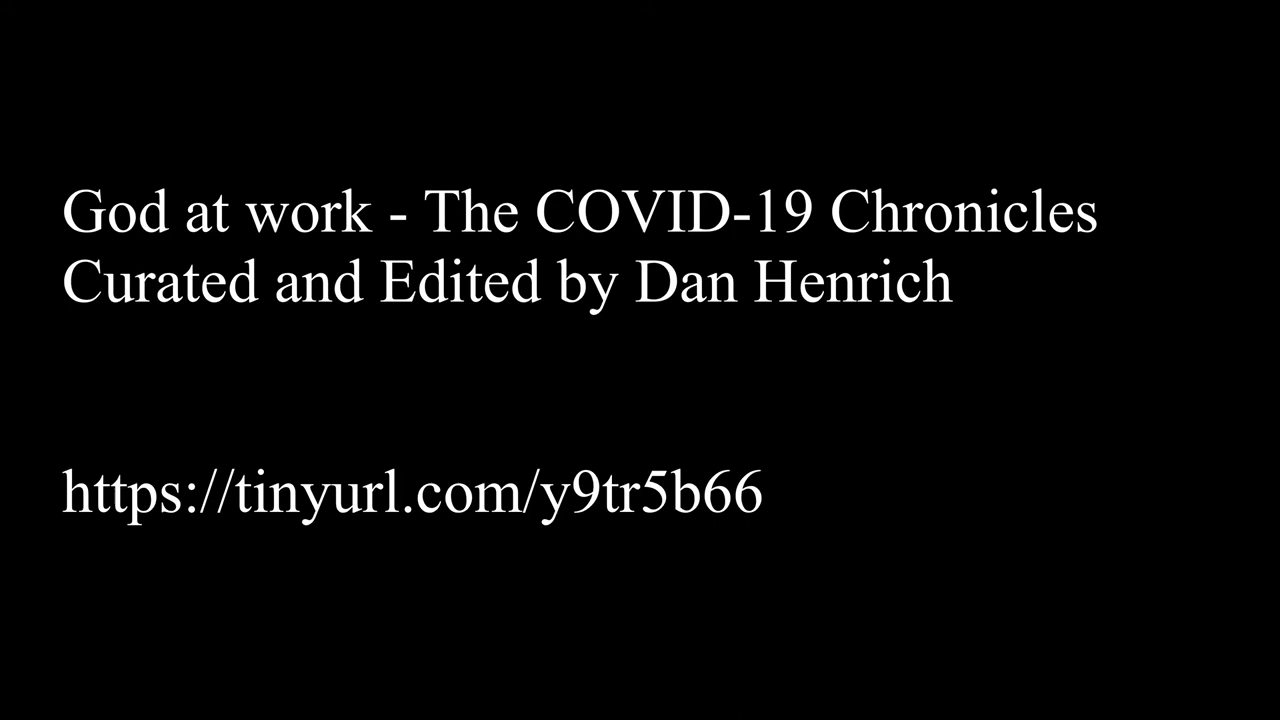 God at work - The COVID-19 Chronicles
Curated and Edited by Dan Henrich
https://tinyurl.com/y9tr5b66